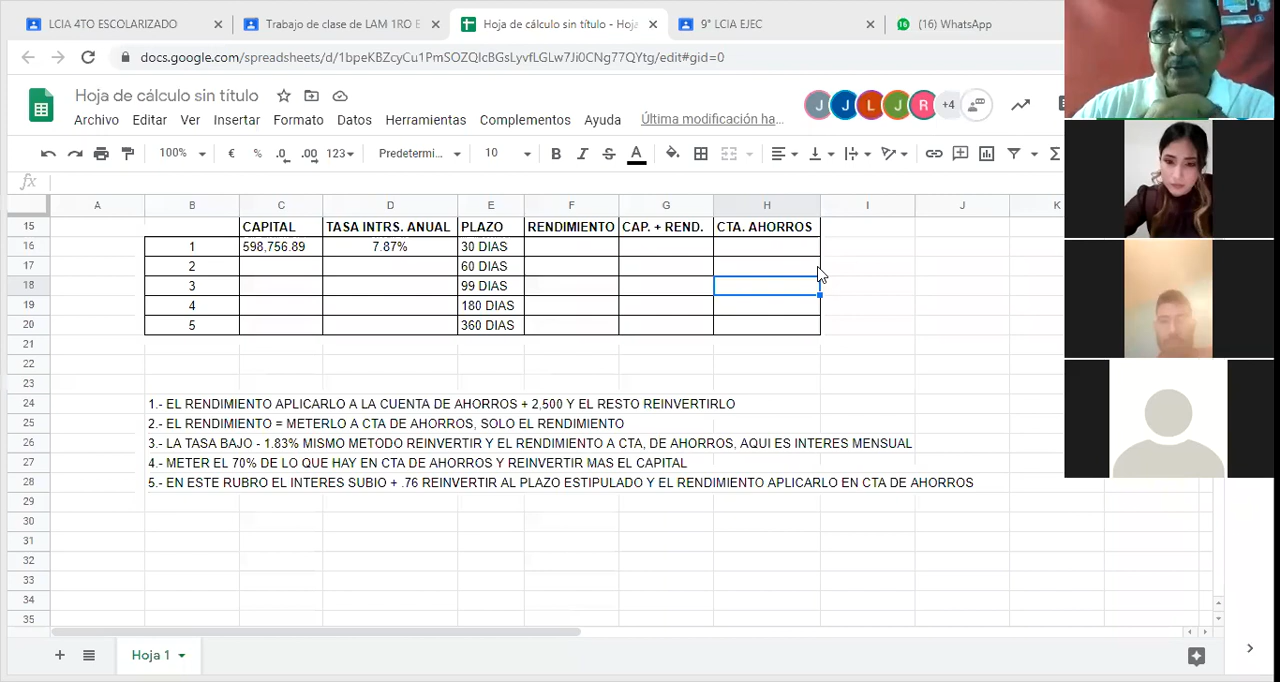 LCIA 4TO ESCOLARIZADO
Trabajo de clase de LAM 1RO E
Hoja de cálculo sin título - Hoja
9° LCIA EJEC
(16) WhatsApp
docs.google.com/spreadsheets/d/1bpeKBZcyCu1PmSOZQIcBGsLyvfLGLw7Ji0CNg77QYtg/edit#gid=0
Hoja de cálculo sin título
J J L J R +4
Archivo Editar Ver Insertar Formato Datos Herramientas Complementos Ayuda Última modificación ha...
100% € % .0 .00 123 Predetermi... 10 B I S A Σ
fx
A B C D E F G H I J K
15 CAPITAL TASA INTRS. ANUAL PLAZO RENDIMIENTO CAP. + REND. CTA. AHORROS
16 1 598,756.89 7.87% 30 DIAS
17 2 60 DIAS
18 3 99 DIAS
19 4 180 DIAS
20 5 360 DIAS
21
22
23
24 1.- EL RENDIMIENTO APLICARLO A LA CUENTA DE AHORROS + 2,500 Y EL RESTO REINVERTIRLO
25 2.- EL RENDIMIENTO = METERLO A CTA DE AHORROS, SOLO EL RENDIMIENTO
26 3.- LA TASA BAJO - 1.83% MISMO METODO REINVERTIR Y EL RENDIMIENTO A CTA, DE AHORROS, AQUI ES INTERES MENSUAL
27 4.- METER EL 70% DE LO QUE HAY EN CTA DE AHORROS Y REINVERTIR MAS EL CAPITAL
28 5.- EN ESTE RUBRO EL INTERES SUBIO + .76 REINVERTIR AL PLAZO ESTIPULADO Y EL RENDIMIENTO APLICARLO EN CTA DE AHORROS
29
30
31
32
33
34
35
Hoja 1